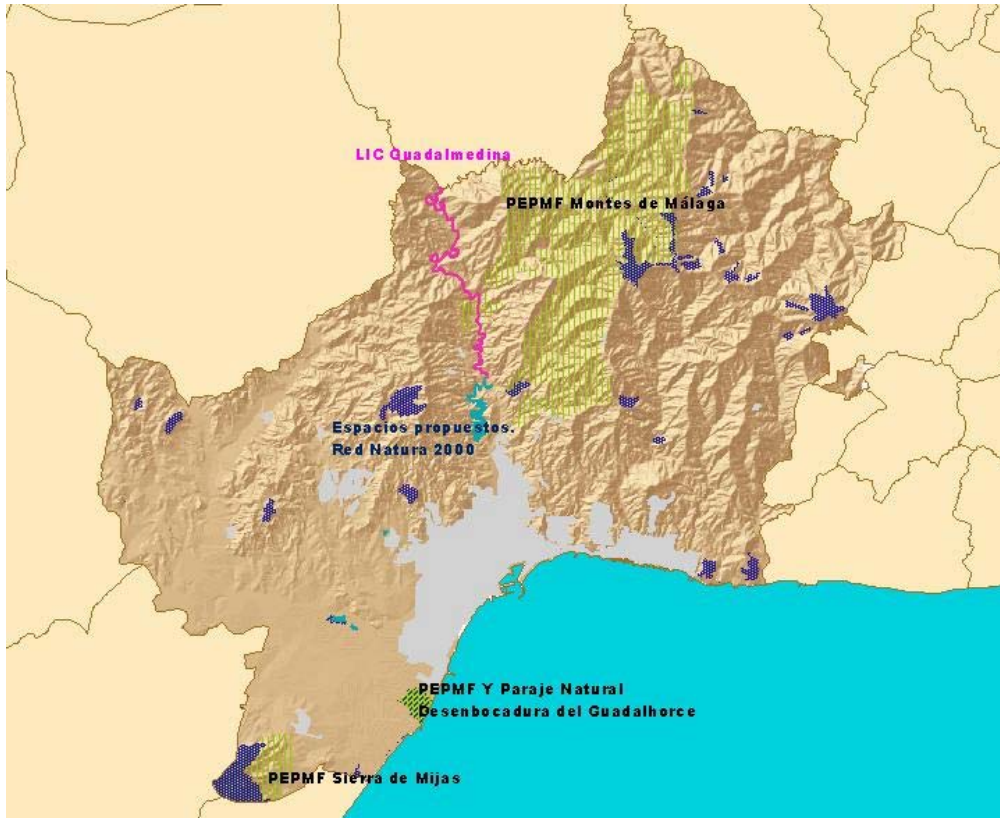 LIC Guadalmedina
PEPMF Montes de Málaga
Espacios propuestos.
Red Natura 2000
PEPMF Y Paraje Natural
Desenbocadura del Guadalhorce
PEPMF Sierra de Mijas